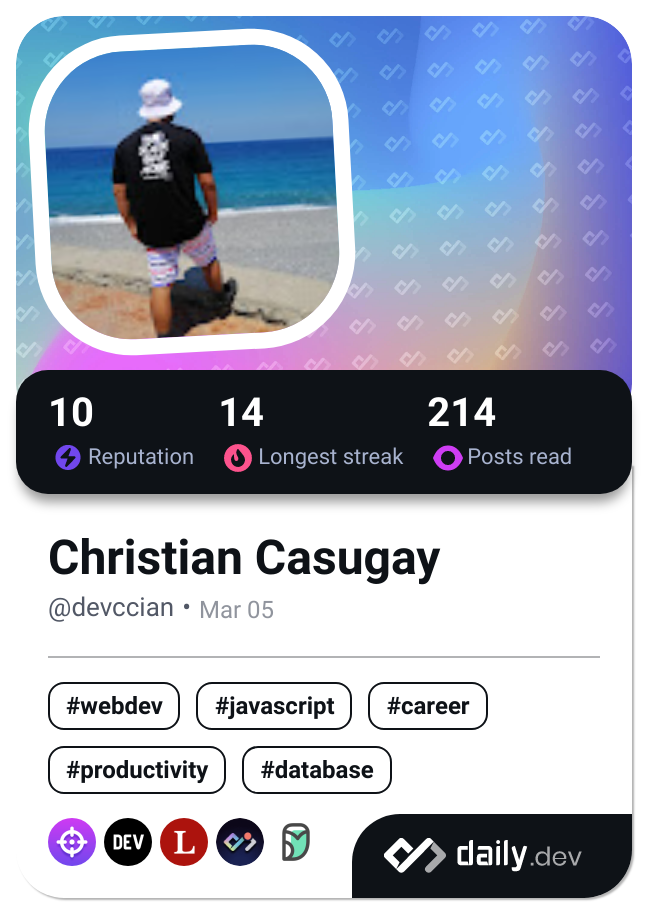 10 14 214
Reputation Longest streak Posts read
Christian Casugay
@devccian • Mar 05
#webdev #javascript #career
#productivity #database
DEV L daily.dev